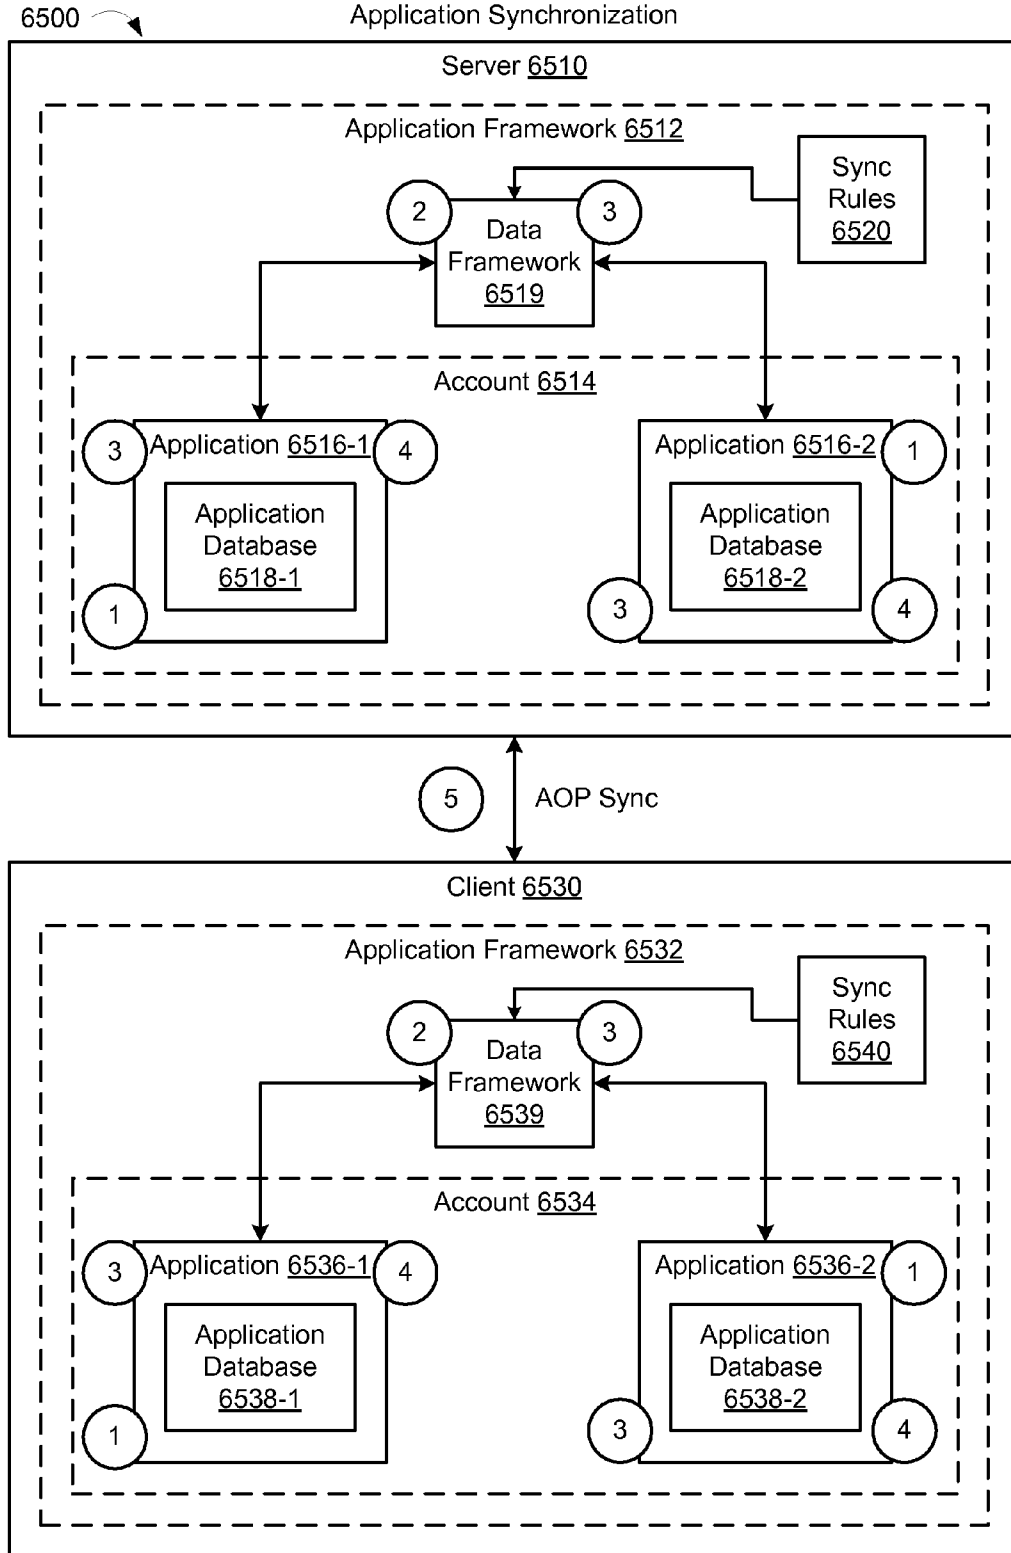 6500
Application Synchronization
Server 6510
Application Framework 6512
Sync
Rules
6520
2
3
Data
Framework
6519
Account 6514
3
Application 6516-1
4
Application
Database
6518-1
1
Application 6516-2
1
Application
Database
6518-2
3
4
5
AOP Sync
Client 6530
Application Framework 6532
Sync
Rules
6540
2
3
Data
Framework
6539
Account 6534
3
Application 6536-1
4
Application
Database
6538-1
1
Application 6536-2
1
Application
Database
6538-2
3
4